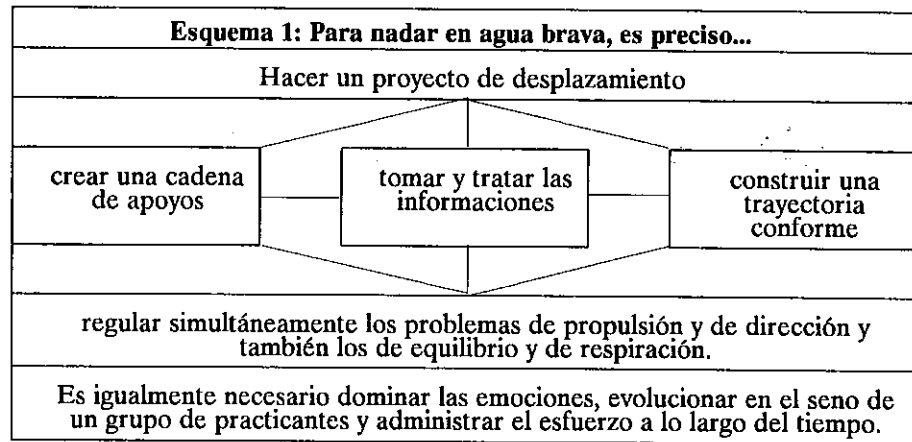 Esquema 1: Para nadar en agua brava, es preciso...
Hacer un proyecto de desplazamiento
crear una cadena
de apoyos
tomar y tratar las
informaciones
construir una
trayectoria
conforme
regular simultáneamente los problemas de propulsión y de dirección y
también los de equilibrio y de respiración.
Es igualmente necesario dominar las emociones, evolucionar en el seno de
un grupo de practicantes y administrar el esfuerzo a lo largo del tiempo.